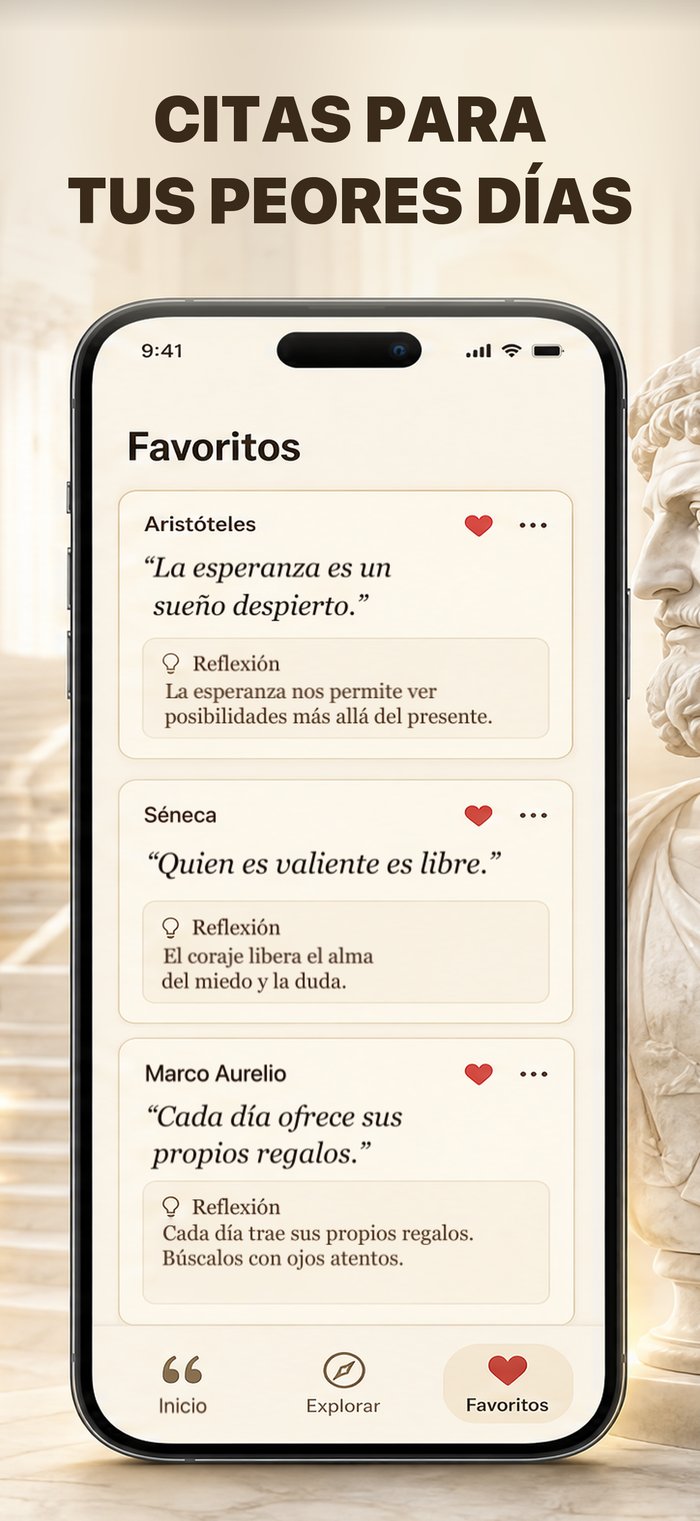 CITAS PARA
TUS PEORES DÍAS
9:41
Favoritos
Aristóteles
“La esperanza es un
sueño despierto.”
Reflexión
La esperanza nos permite ver
posibilidades más allá del presente.
Séneca
“Quien es valiente es libre.”
Reflexión
El coraje libera el alma
del miedo y la duda.
Marco Aurelio
“Cada día ofrece sus
propios regalos.”
Reflexión
Cada día trae sus propios regalos.
Búscalos con ojos atentos.
Inicio
Explorar
Favoritos